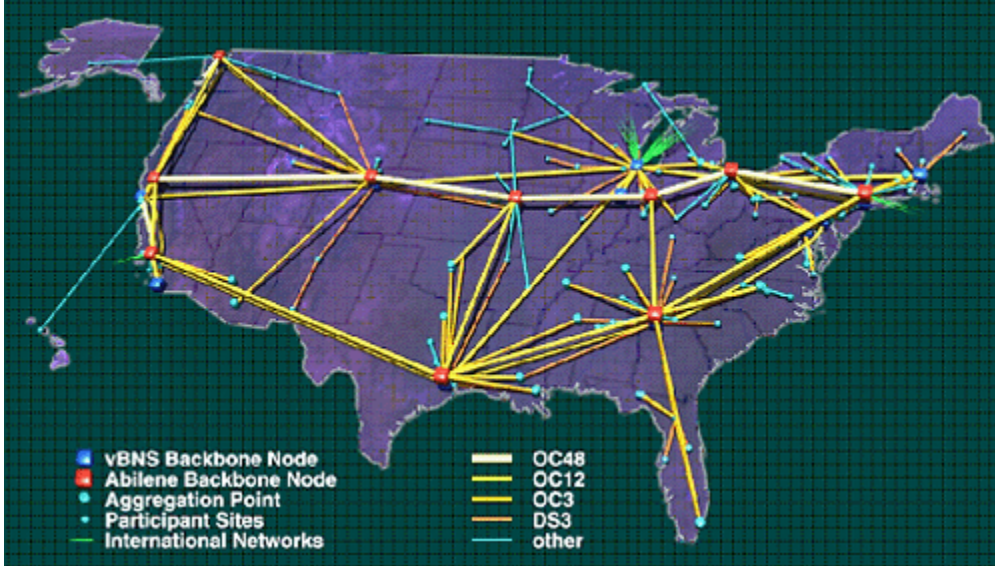 vBNS Backbone Node
Abilene Backbone Node
Aggregation Point
Participant Sites
International Networks
OC48
OC12
OC3
DS3
other